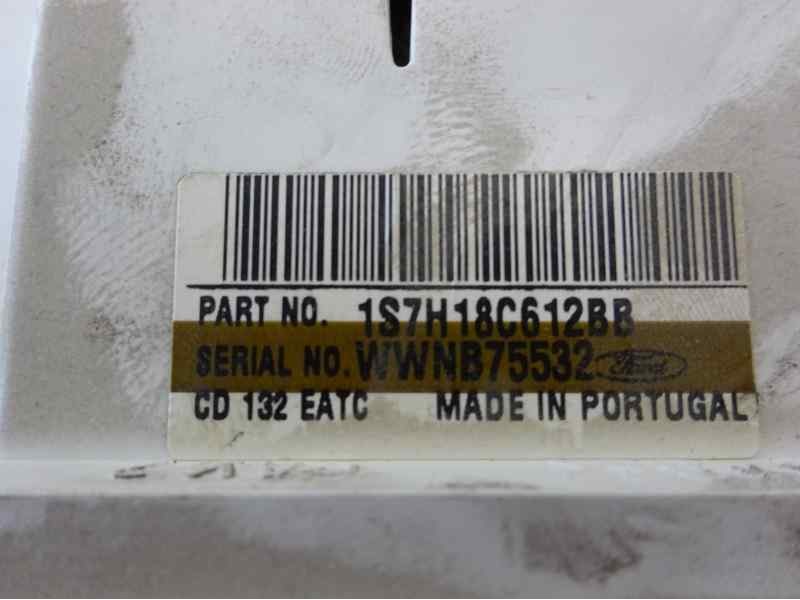 PART NO. 1S7H18C612BB
SERIAL NO. WWNB75532 Ford
CD 132 EATC MADE IN PORTUGAL